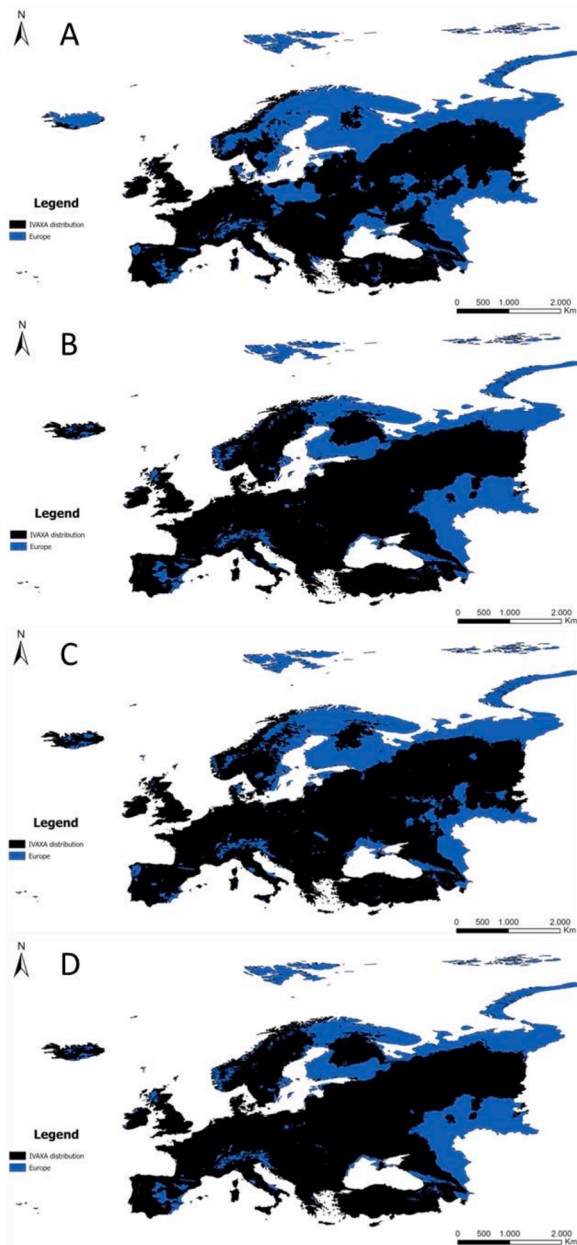 N
A
Legend
IVAXA distribution
Europe
0 500 1.000 2.000
Km
N
B
Legend
IVAXA distribution
Europe
0 500 1.000 2.000
Km
N
C
Legend
IVAXA distribution
Europe
0 500 1.000 2.000
Km
N
D
Legend
IVAXA distribution
Europe
0 500 1.000 2.000
Km